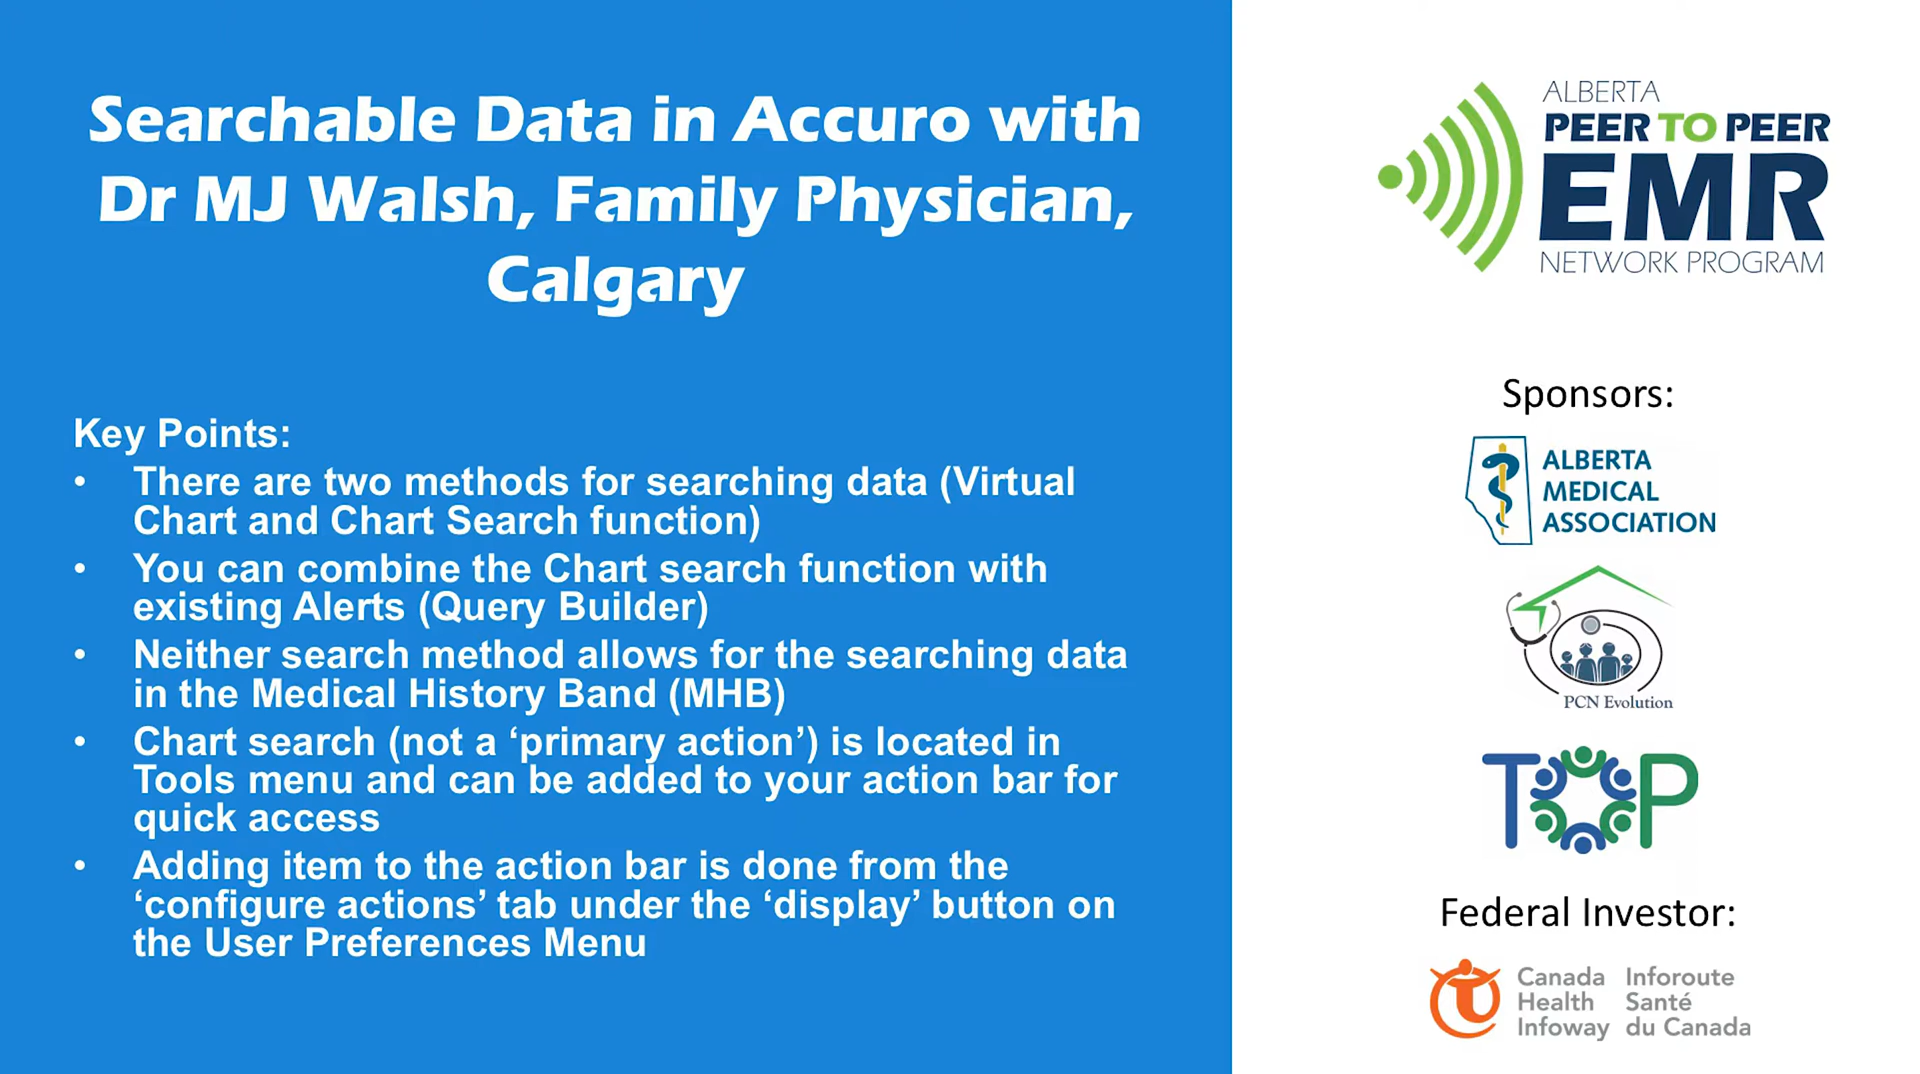 Searchable Data in Accuro with
Dr MJ Walsh, Family Physician,
Calgary
Key Points:
• There are two methods for searching data (Virtual
Chart and Chart Search function)
• You can combine the Chart search function with
existing Alerts (Query Builder)
• Neither search method allows for the searching data
in the Medical History Band (MHB)
• Chart search (not a ‘primary action’) is located in
Tools menu and can be added to your action bar for
quick access
• Adding item to the action bar is done from the
‘configure actions’ tab under the ‘display’ button on
the User Preferences Menu
ALBERTA
PEER TO PEER
EMR
NETWORK PROGRAM
Sponsors:
ALBERTA
MEDICAL
ASSOCIATION
PCN Evolution
TOP
Federal Investor:
Canada Inforoute
Health Santé
Infoway du Canada